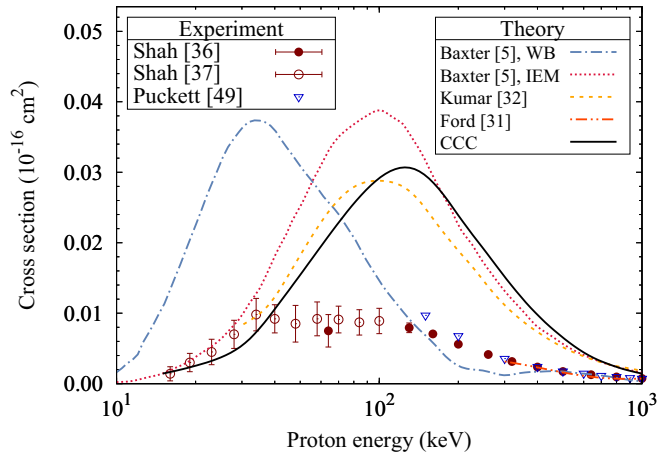 Experiment
Shah [36]
Shah [37]
Puckett [49]
Theory
Baxter [5], WB
Baxter [5], IEM
Kumar [32]
Ford [31]
CCC
Cross section (10⁻¹⁶ cm²)
0.05
0.04
0.03
0.02
0.01
0.00
10¹
10²
10³
Proton energy (keV)